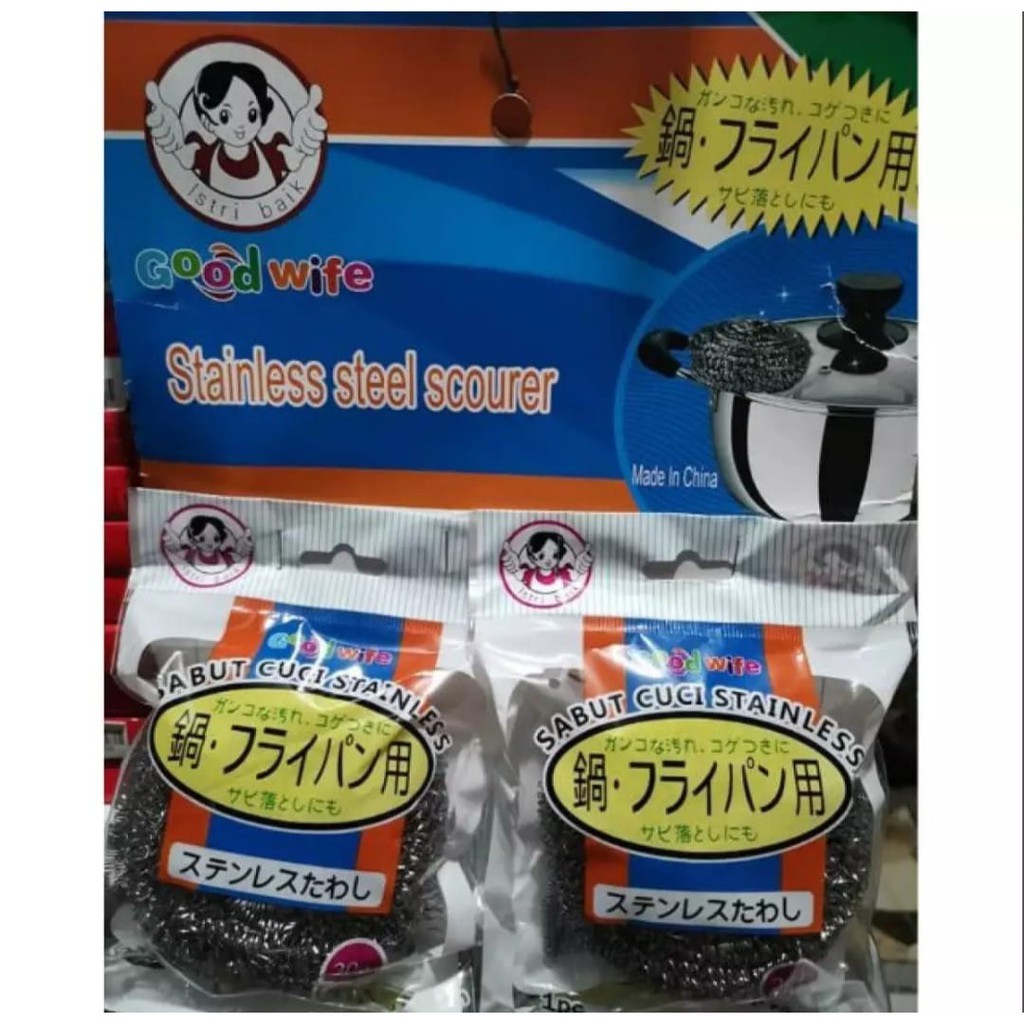 Istri baik
Good wife
Stainless steel scourer
ガンコな汚れ、コゲつきに
鍋・フライパン用
サビ落としにも
Made In China
Istri baik
Good wife
SABUT CUCI STAINLESS
ガンコな汚れ、コゲつきに
鍋・フライパン用
サビ落としにも
ステンレスたわし
Istri baik
Good wife
SABUT CUCI STAINLESS
ガンコな汚れ、コゲつきに
鍋・フライパン用
サビ落としにも
ステンレスたわし